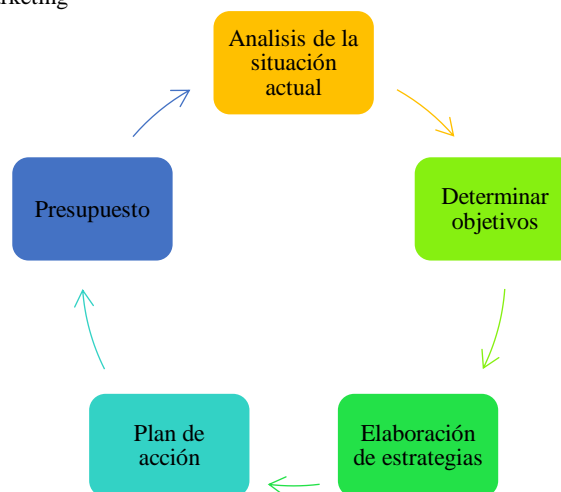 Analisis de la
situación
actual
Determinar
objetivos
Elaboración
de estrategias
Plan de
acción
Presupuesto